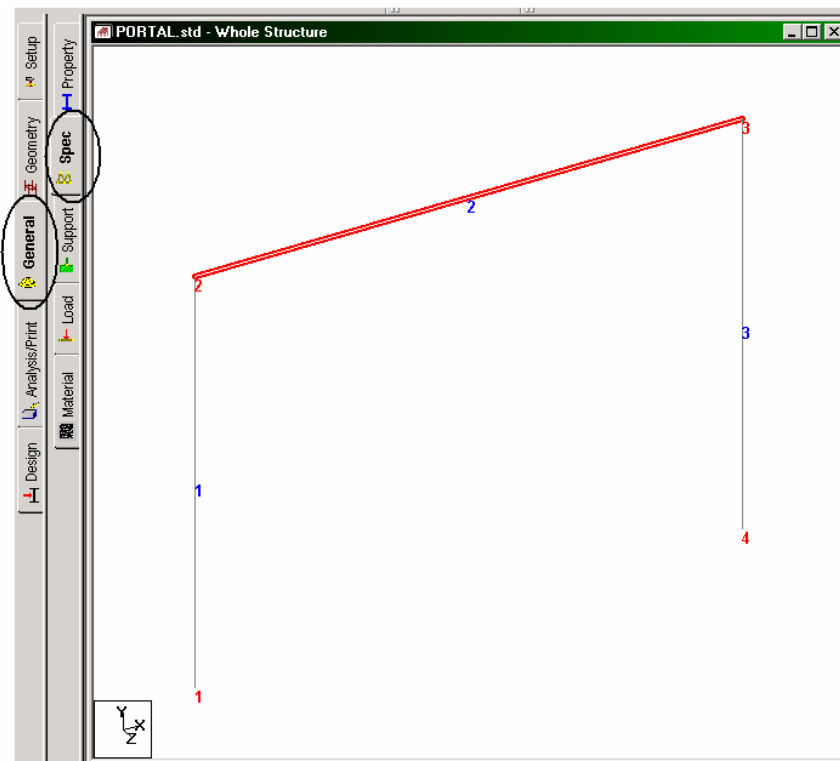 PORTAL.std - Whole Structure
Setup
Geometry
General
Analysis/Print
Design
Property
Spec
Support
Load
Material
3
2
2
3
1
4
1
Y
X
Z